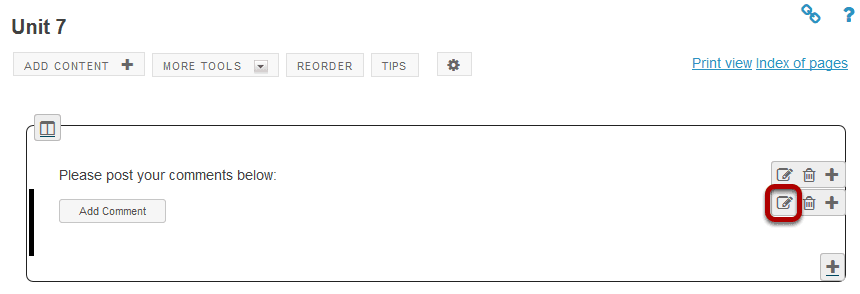 Unit 7
?
ADD CONTENT
MORE TOOLS
REORDER
TIPS
Print view Index of pages
Please post your comments below:
Add Comment